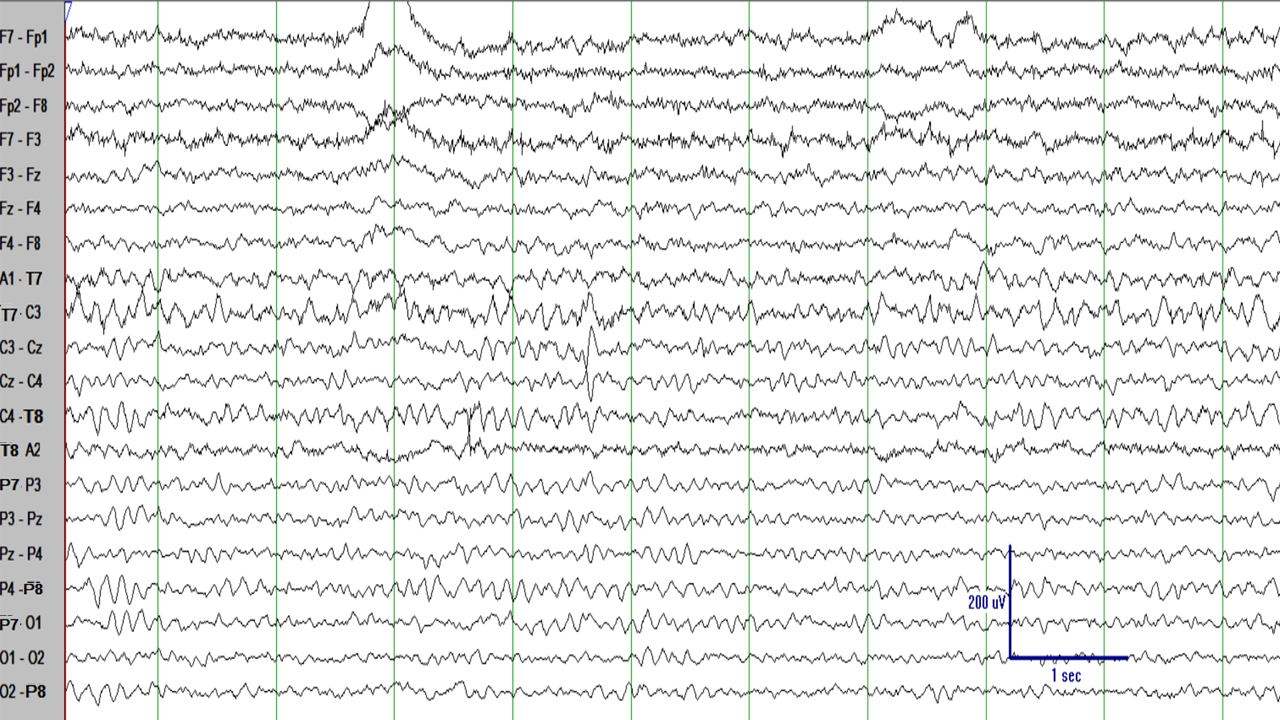 F7 - Fp1
Fp1 - Fp2
Fp2 - F8
F7 - F3
F3 - Fz
Fz - F4
F4 - F8
A1 - T7
T7 C3
C3 - Cz
Cz - C4
C4 -T8
T8 A2
P7 P3
P3 - Pz
Pz - P4
P4 -P8
P7 O1
O1 - O2
O2 -P8
200 uV
1 sec